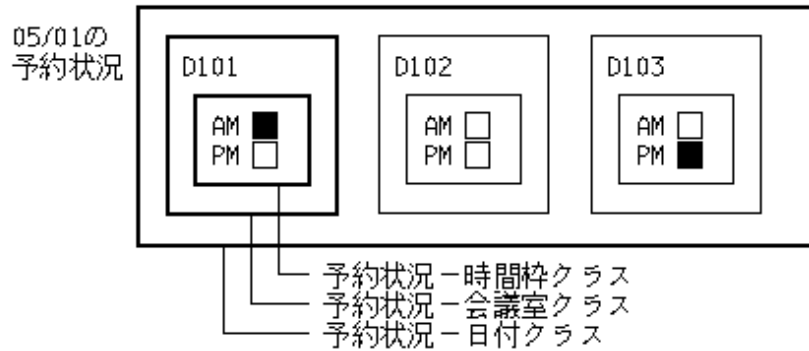 05/01の
予約状況
D101
AM
PM
D102
AM
PM
D103
AM
PM
予約状況－時間枠クラス
予約状況－会議室クラス
予約状況－日付クラス